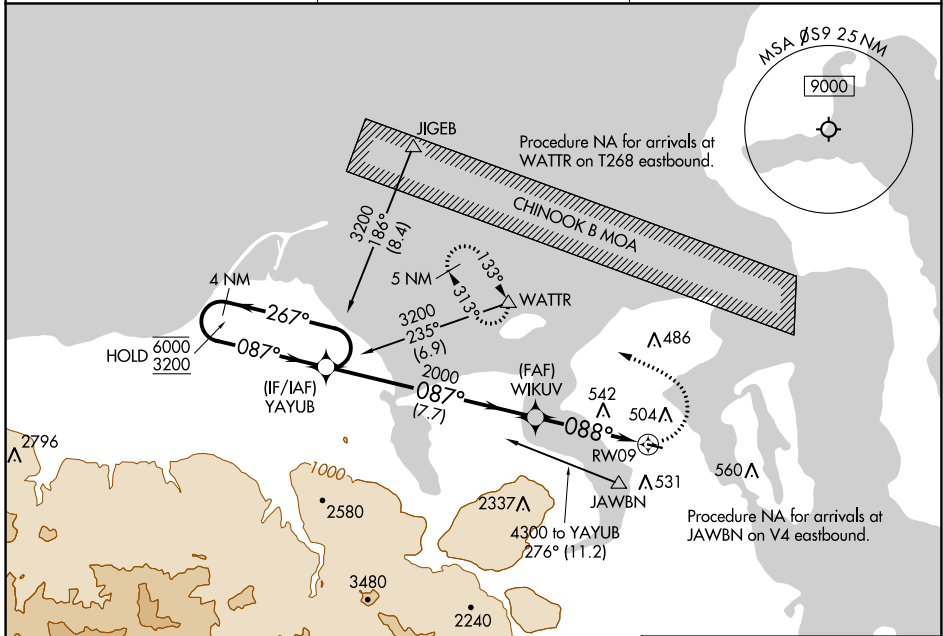 MSA ØS9 25 NM
9000
JIGEB
Procedure NA for arrivals at
WATTR on T268 eastbound.
CHINOOK B MOA
3200
186°
(8.4)
4 NM
5 NM
133°
313°
WATTR
267°
3200
235°
(6.9)
HOLD
6000
3200
087°
(IF/IAF)
YAYUB
2000
087°
(7.7)
(FAF)
WIKUV
486
542
504
088°
RW09
2796
1000
2580
2337
JAWBN
531
560
4300 to YAYUB
276° (11.2)
Procedure NA for arrivals at
JAWBN on V4 eastbound.
3480
2240